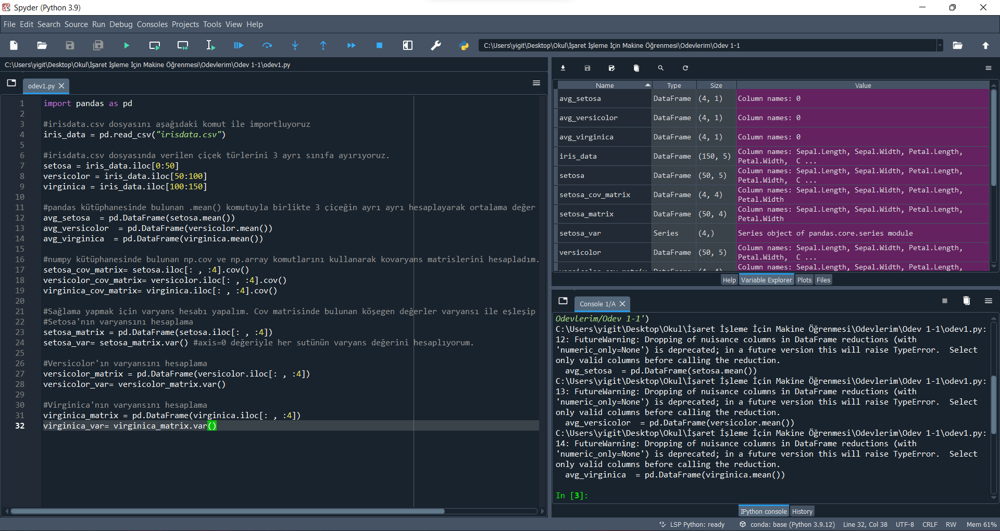 Spyder (Python 3.9)
File Edit Search Source Run Debug Consoles Projects Tools View Help
C:\Users\yigit\Desktop\Okul\İşaret İşleme İçin Makine Öğrenmesi\Odevlerim\Odev 1-1
C:\Users\yigit\Desktop\Okul\İşaret İşleme İçin Makine Öğrenmesi\Odevlerim\Odev 1-1\odev1.py
odev1.py
1 import pandas as pd
2
3 #irisdata.csv dosyasını aşağıdaki komut ile importluyoruz
4 iris_data = pd.read_csv("irisdata.csv")
5
6 #irisdata.csv dosyasında verilen çiçek türlerini 3 ayrı sınıfa ayırıyoruz.
7 setosa = iris_data.iloc[0:50]
8 versicolor = iris_data.iloc[50:100]
9 virginica = iris_data.iloc[100:150]
10
11 #pandas kütüphanesinde bulunan .mean() komutuyla birlikte 3 çiçeğin ayrı ayrı hesaplayarak ortalama değer
12 avg_setosa  = pd.DataFrame(setosa.mean())
13 avg_versicolor  = pd.DataFrame(versicolor.mean())
14 avg_virginica  = pd.DataFrame(virginica.mean())
15
16 #numpy kütüphanesinde bulunan np.cov ve np.array komutlarını kullanarak kovaryans matrislerini hesapladım.
17 setosa_cov_matrix= setosa.iloc[: , :4].cov()
18 versicolor_cov_matrix= versicolor.iloc[: , :4].cov()
19 virginica_cov_matrix= virginica.iloc[: , :4].cov()
20
21 #Sağlama yapmak için varyans hesabı yapalım. Cov matrisinde bulunan köşegen değerler varyansı ile eşleşip
22 #Setosa'nın varyansını hesaplama
23 setosa_matrix = pd.DataFrame(setosa.iloc[: , :4])
24 setosa_var= setosa_matrix.var() #axis=0 değeriyle her sutünün varyans değerini hesaplıyorum.
25
26 #Versicolor'ın varyansını hesaplama
27 versicolor_matrix = pd.DataFrame(versicolor.iloc[: , :4])
28 versicolor_var= versicolor_matrix.var()
29
30 #Virginica'nın varyansını hesaplama
31 virginica_matrix = pd.DataFrame(virginica.iloc[: , :4])
32 virginica_var= virginica_matrix.var()
Name Type Size Value
avg_setosa DataFrame (4, 1) Column names: 0
avg_versicolor DataFrame (4, 1) Column names: 0
avg_virginica DataFrame (4, 1) Column names: 0
iris_data DataFrame (150, 5) Column names: Sepal.Length, Sepal.Width, Petal.Length,
Petal.Width,  C ...
setosa DataFrame (50, 5) Column names: Sepal.Length, Sepal.Width, Petal.Length,
Petal.Width,  C ...
setosa_cov_matrix DataFrame (4, 4) Column names: Sepal.Length, Sepal.Width, Petal.Length,
Petal.Width
setosa_matrix DataFrame (50, 4) Column names: Sepal.Length, Sepal.Width, Petal.Length,
Petal.Width
setosa_var Series (4,) Series object of pandas.core.series module
versicolor DataFrame (50, 5) Column names: Sepal.Length, Sepal.Width, Petal.Length,
Petal.Width,  C ...
versicolor_cov_matrix DataFrame (4, 4) Column names: Sepal.Length, Sepal.Width, Petal.Length,
Help Variable Explorer Plots Files
Console 1/A
Odevlerim/Odev 1-1')
C:\Users\yigit\Desktop\Okul\İşaret İşleme İçin Makine Öğrenmesi\Odevlerim\Odev 1-1\odev1.py:
12: FutureWarning: Dropping of nuisance columns in DataFrame reductions (with
'numeric_only=None') is deprecated; in a future version this will raise TypeError.  Select
only valid columns before calling the reduction.
avg_setosa  = pd.DataFrame(setosa.mean())
C:\Users\yigit\Desktop\Okul\İşaret İşleme İçin Makine Öğrenmesi\Odevlerim\Odev 1-1\odev1.py:
13: FutureWarning: Dropping of nuisance columns in DataFrame reductions (with
'numeric_only=None') is deprecated; in a future version this will raise TypeError.  Select
only valid columns before calling the reduction.
avg_versicolor  = pd.DataFrame(versicolor.mean())
C:\Users\yigit\Desktop\Okul\İşaret İşleme İçin Makine Öğrenmesi\Odevlerim\Odev 1-1\odev1.py:
14: FutureWarning: Dropping of nuisance columns in DataFrame reductions (with
'numeric_only=None') is deprecated; in a future version this will raise TypeError.  Select
only valid columns before calling the reduction.
avg_virginica  = pd.DataFrame(virginica.mean())
In [3]:
IPython console History
LSP Python: ready conda: base (Python 3.9.12) Line 32, Col 38 UTF-8 CRLF RW Mem 61%